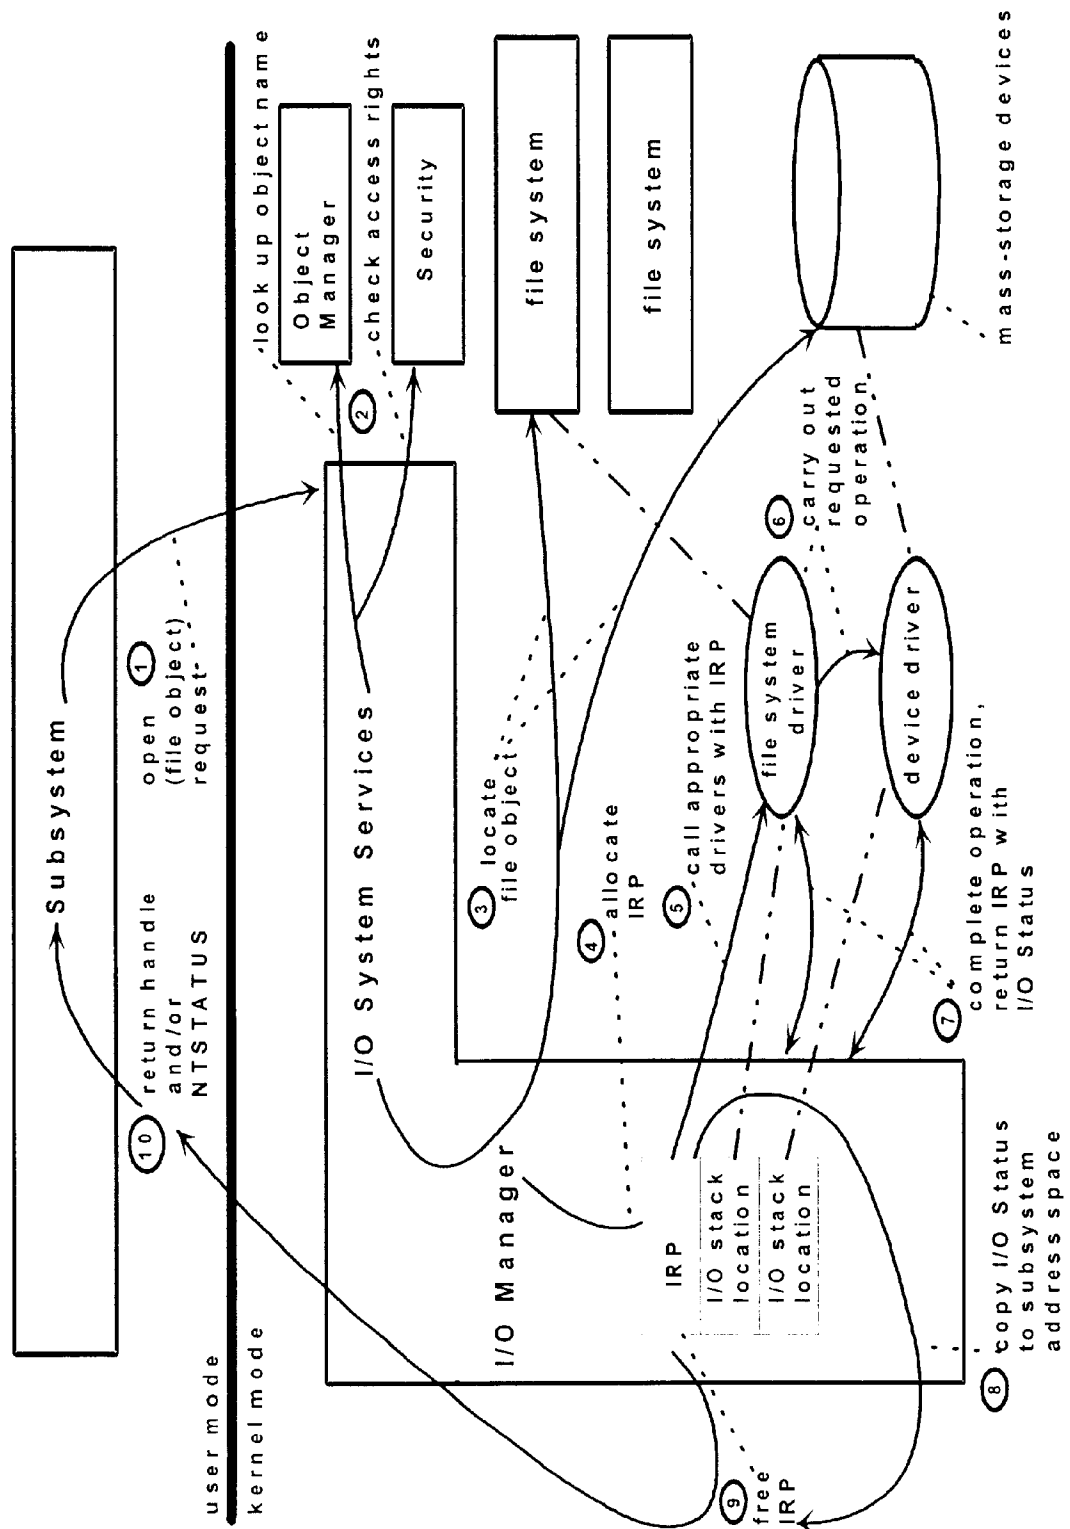 Subsystem
1
open
(file object)
request
10
return handle
and/or
NTSTATUS
user mode
kernel mode
look up object name
Object
Manager
2
check access rights
Security
I/O System Services
file system
file system
3
locate
file object
I/O Manager
4
allocate
IRP
5
call appropriate
drivers with IRP
6
carry out
requested
operation
mass-storage devices
file system
driver
device driver
IRP
I/O stack
location
I/O stack
location
7
complete operation,
return IRP with
I/O Status
8
copy I/O Status
to subsystem
address space
9
free
IRP